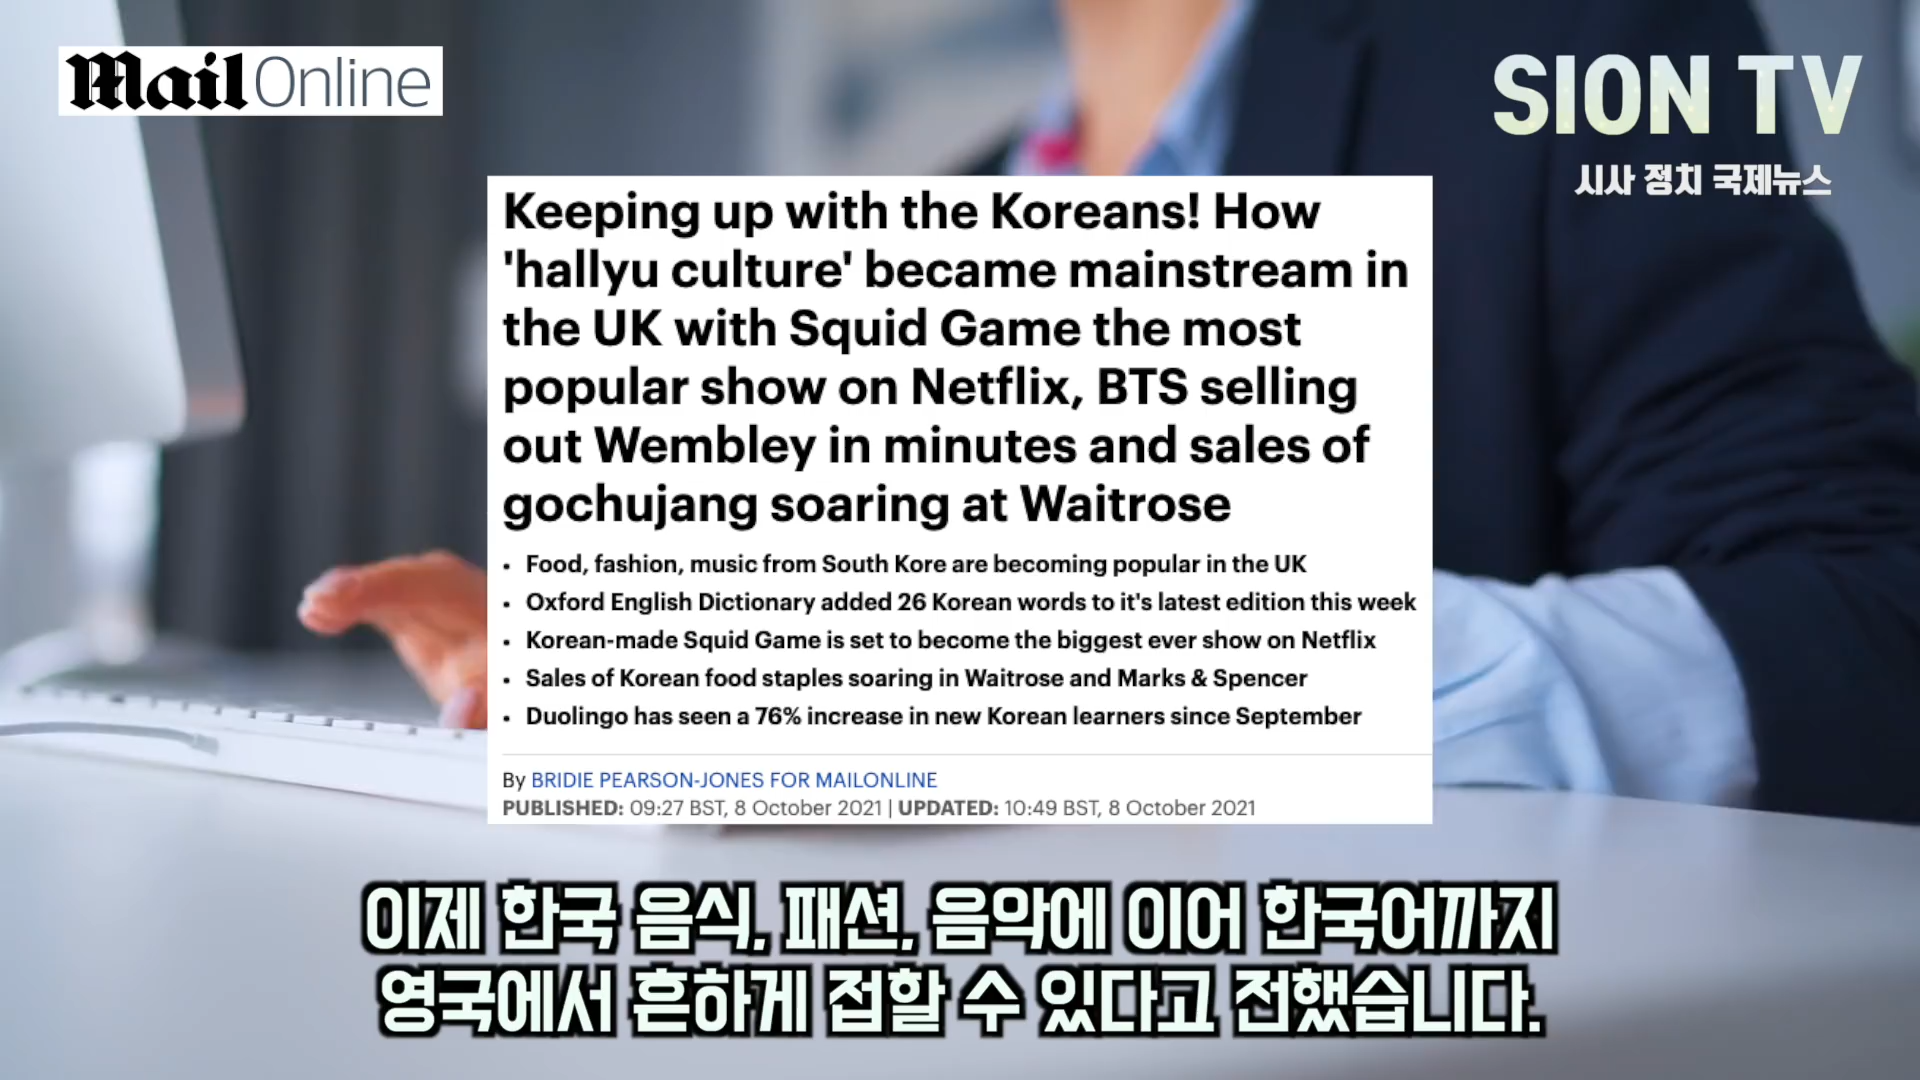 Mail Online
SION TV
시사 정치 국제뉴스
Keeping up with the Koreans! How
'hallyu culture' became mainstream in
the UK with Squid Game the most
popular show on Netflix, BTS selling
out Wembley in minutes and sales of
gochujang soaring at Waitrose
• Food, fashion, music from South Kore are becoming popular in the UK
• Oxford English Dictionary added 26 Korean words to it's latest edition this week
• Korean-made Squid Game is set to become the biggest ever show on Netflix
• Sales of Korean food staples soaring in Waitrose and Marks & Spencer
• Duolingo has seen a 76% increase in new Korean learners since September
By BRIDIE PEARSON-JONES FOR MAILONLINE
PUBLISHED: 09:27 BST, 8 October 2021 | UPDATED: 10:49 BST, 8 October 2021
이제 한국 음식, 패션, 음악에 이어 한국어까지
영국에서 흔하게 접할 수 있다고 전했습니다.